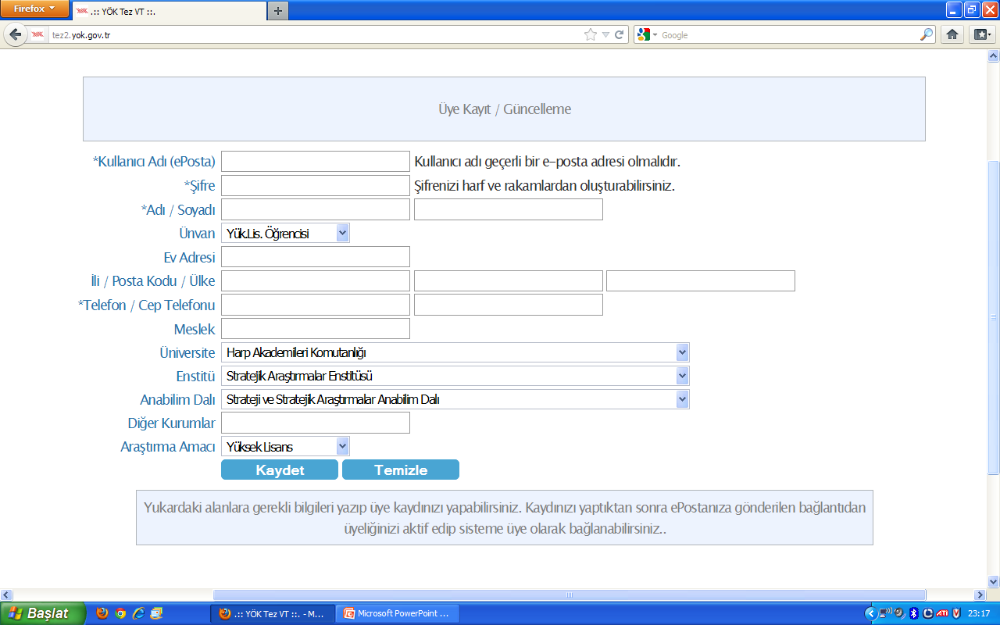 Firefox
.:: YÖK Tez VT ::.
tez2.yok.gov.tr
Google
Üye Kayıt / Güncelleme
*Kullanıcı Adı (ePosta) Kullanıcı adı geçerli bir e-posta adresi olmalıdır.
*Şifre Şifrenizi harf ve rakamlardan oluşturabilirsiniz.
*Adı / Soyadı
Ünvan Yük.Lis. Öğrencisi
Ev Adresi
İli / Posta Kodu / Ülke
*Telefon / Cep Telefonu
Meslek
Üniversite Harp Akademileri Komutanlığı
Enstitü Stratejik Araştırmalar Enstitüsü
Anabilim Dalı Strateji ve Stratejik Araştırmalar Anabilim Dalı
Diğer Kurumlar
Araştırma Amacı Yüksek Lisans
Kaydet Temizle
Yukardaki alanlara gerekli bilgileri yazıp üye kaydınızı yapabilirsiniz. Kaydınızı yaptıktan sonra ePostanıza gönderilen bağlantıdan
üyeliğinizi aktif edip sisteme üye olarak bağlanabilirsiniz..
Başlat .:: YÖK Tez VT ::. - M... Microsoft PowerPoint ... ATI 23:17